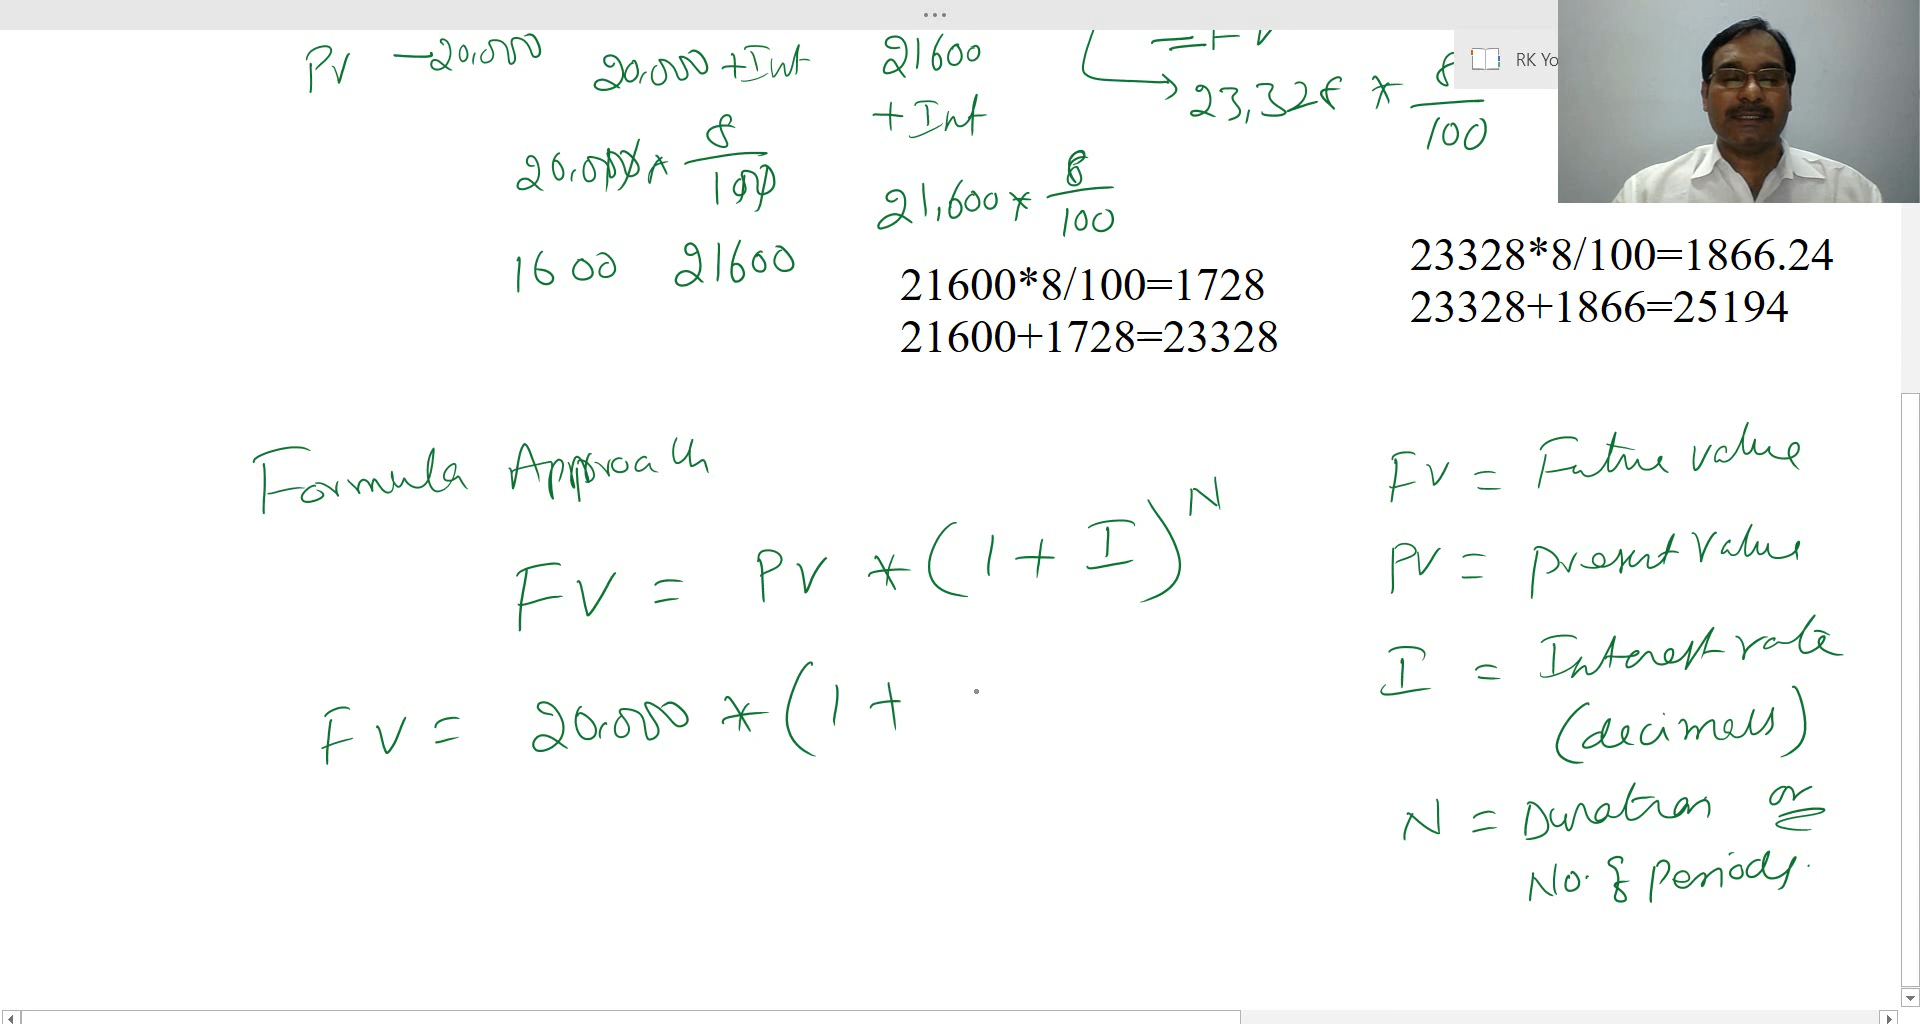 PV — 20,000 20,000 + Int 21600 = FV
+ Int 23,328 * 8/100
RK Yo
20,000 * 8/100 21,600 * 8/100
1600 21600
21600*8/100=1728
21600+1728=23328
23328*8/100=1866.24
23328+1866=25194
Formula Approach
FV = PV * (1 + I)^N
FV = 20,000 * (1 +
FV = Future value
PV = present value
I = Interest rate
(decimals)
N = Duration or
No. of Periods.